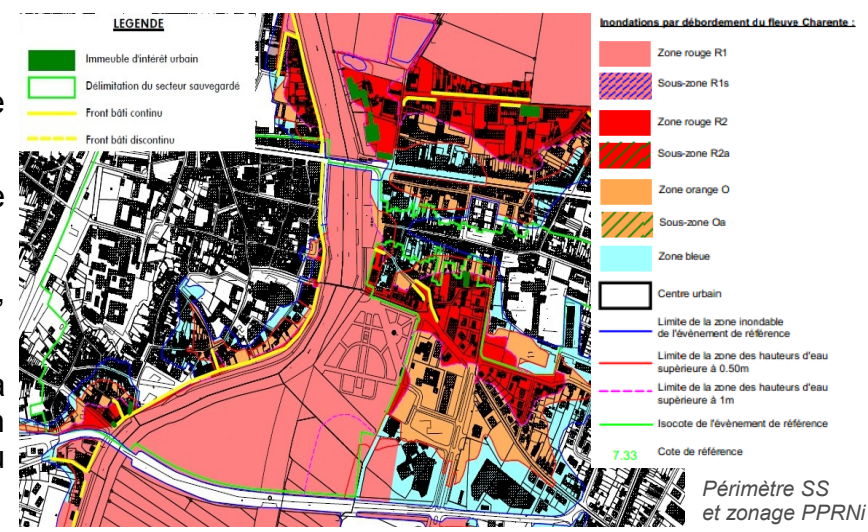 LEGENDE
Immeuble d'intérêt urbain
Délimitation du secteur sauvegardé
Front bâti continu
Front bâti discontinu
Inondations par débordement du fleuve Charente :
Zone rouge R1
Sous-zone R1s
Zone rouge R2
Sous-zone R2a
Zone orange O
Sous-zone Oa
Zone bleue
Centre urbain
Limite de la zone inondable
de l'évènement de référence
Limite de la zone des hauteurs d'eau
supérieure à 0.50m
Limite de la zone des hauteurs d'eau
supérieure à 1m
Isocote de l'évènement de référence
7.33 Cote de référence
Périmètre SS
et zonage PPRNi